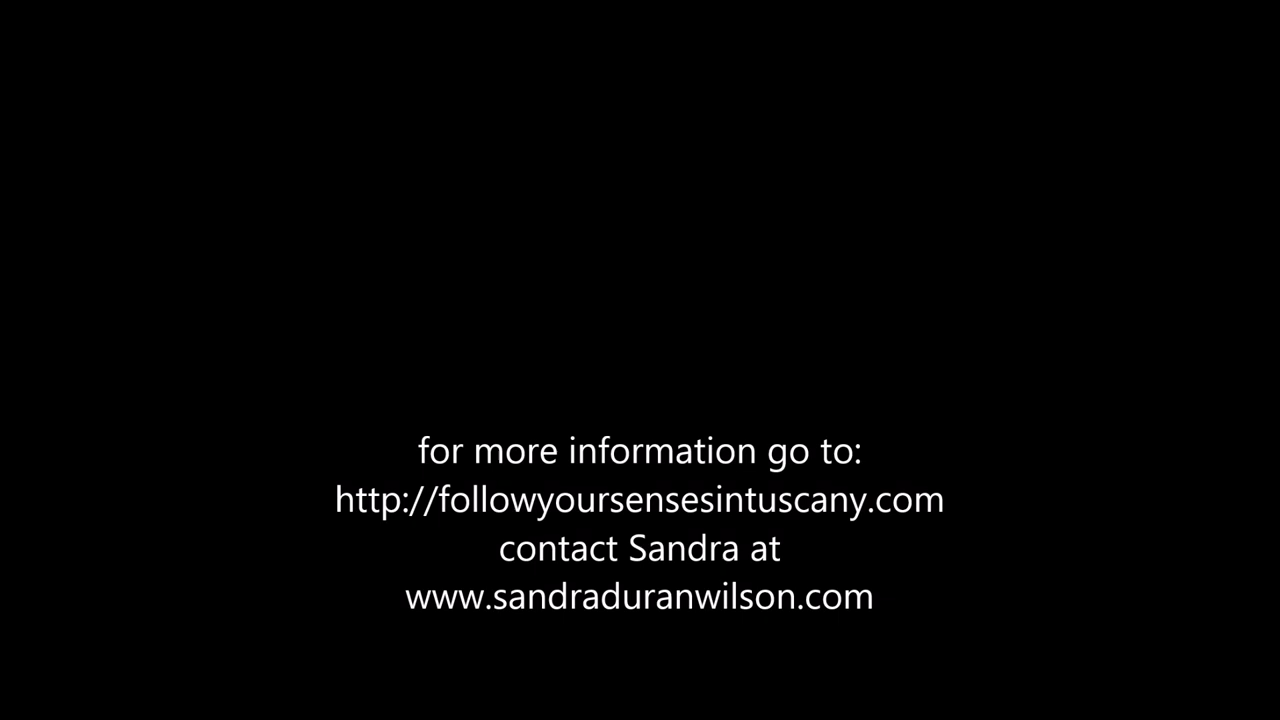 for more information go to:
http://followyoursensesintuscany.com
contact Sandra at
www.sandraduranwilson.com